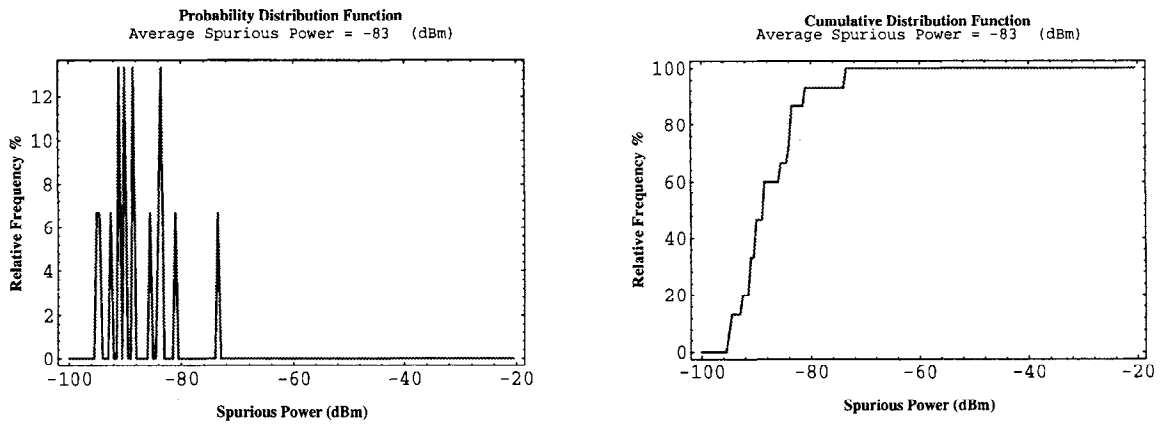 Probability Distribution Function
Average Spurious Power = -83 (dBm)
12
10
8
6
4
2
0
-100
-80
-60
-40
-20
Relative Frequency %
Spurious Power (dBm)
Cumulative Distribution Function
Average Spurious Power = -83 (dBm)
100
80
60
40
20
0
-100
-80
-60
-40
-20
Relative Frequency %
Spurious Power (dBm)